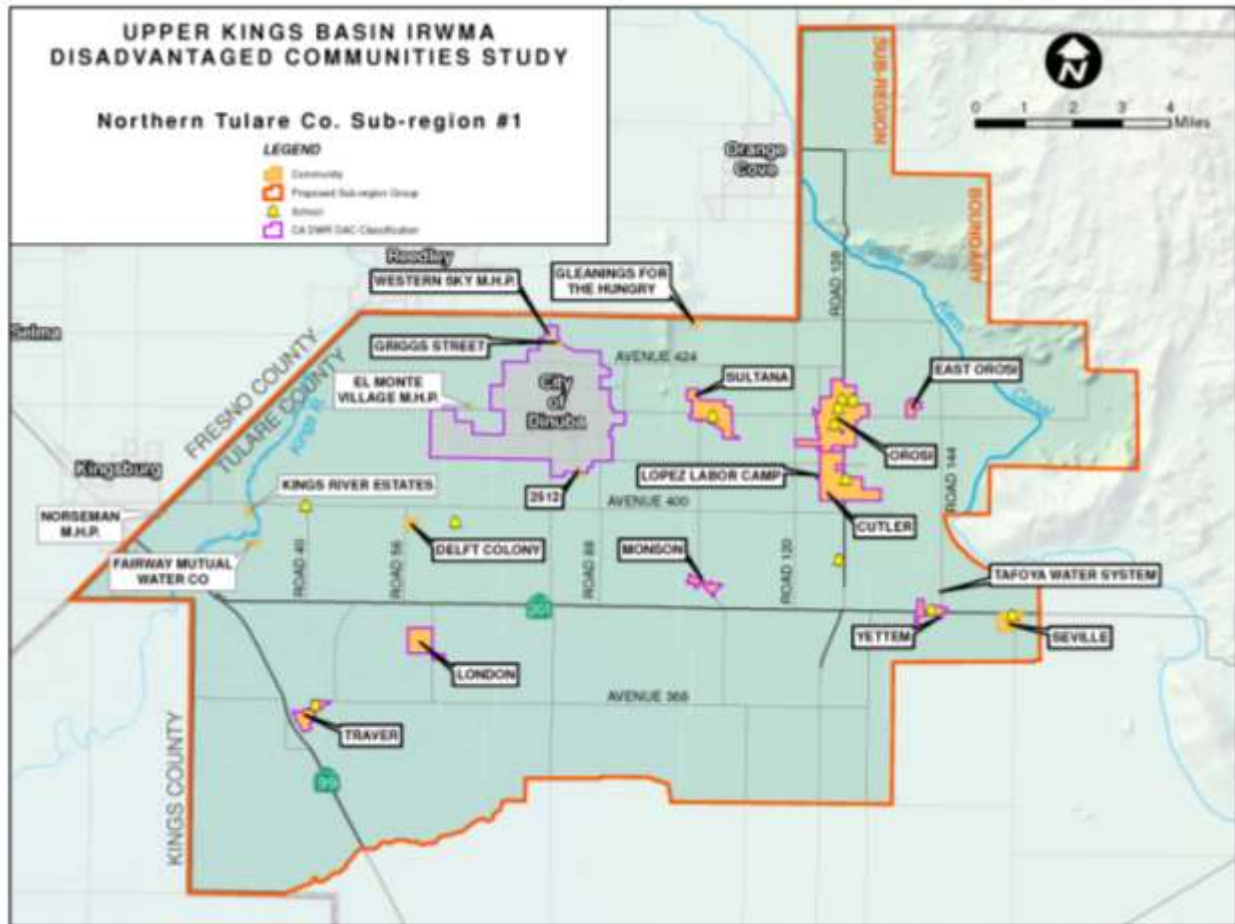 UPPER KINGS BASIN IRWMA
DISADVANTAGED COMMUNITIES STUDY
Northern Tulare Co. Sub-region #1
LEGEND
Community
Proposed Sub-region Group
School
CA DWR DAC Classification
N
0 1 2 3 4
Miles
SUB-REGION
BOUNDARY
Orange
Cove
Reedley
WESTERN SKY M.H.P.
GLEANINGS FOR
THE HUNGRY
ROAD 128
Kern
Canal
Selma
GRIGGS STREET
AVENUE 424
FRESNO COUNTY
TULARE COUNTY
Kings R
EL MONTE
VILLAGE M.H.P.
City
of
Dinuba
SULTANA
EAST OROSI
OROSI
Kingsburg
LOPEZ LABOR CAMP
ROAD 144
KINGS RIVER ESTATES
2512
AVENUE 400
NORSEMAN
M.H.P.
CUTLER
DELFT COLONY
MONSON
FAIRWAY MUTUAL
WATER CO
ROAD 40
ROAD 56
ROAD 88
ROAD 120
TAFOYA WATER SYSTEM
201
YETTEM
SEVILLE
LONDON
AVENUE 368
TRAVER
99
KINGS COUNTY